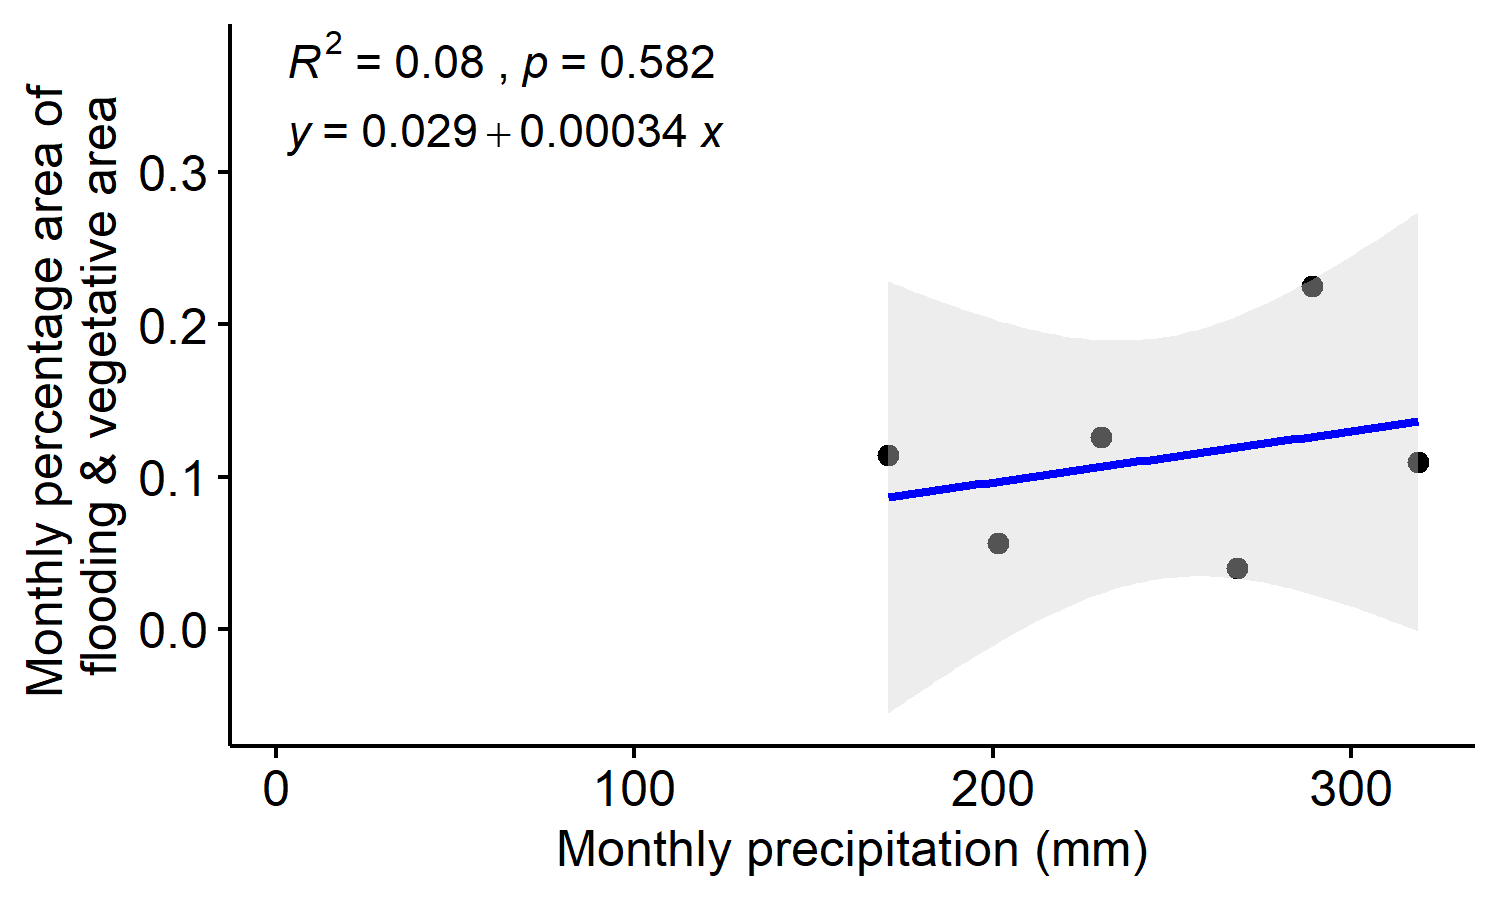 R² = 0.08 , p = 0.582
y = 0.029 + 0.00034 x
Monthly percentage area of
flooding & vegetative area
0.3
0.2
0.1
0.0
0 100 200 300
Monthly precipitation (mm)